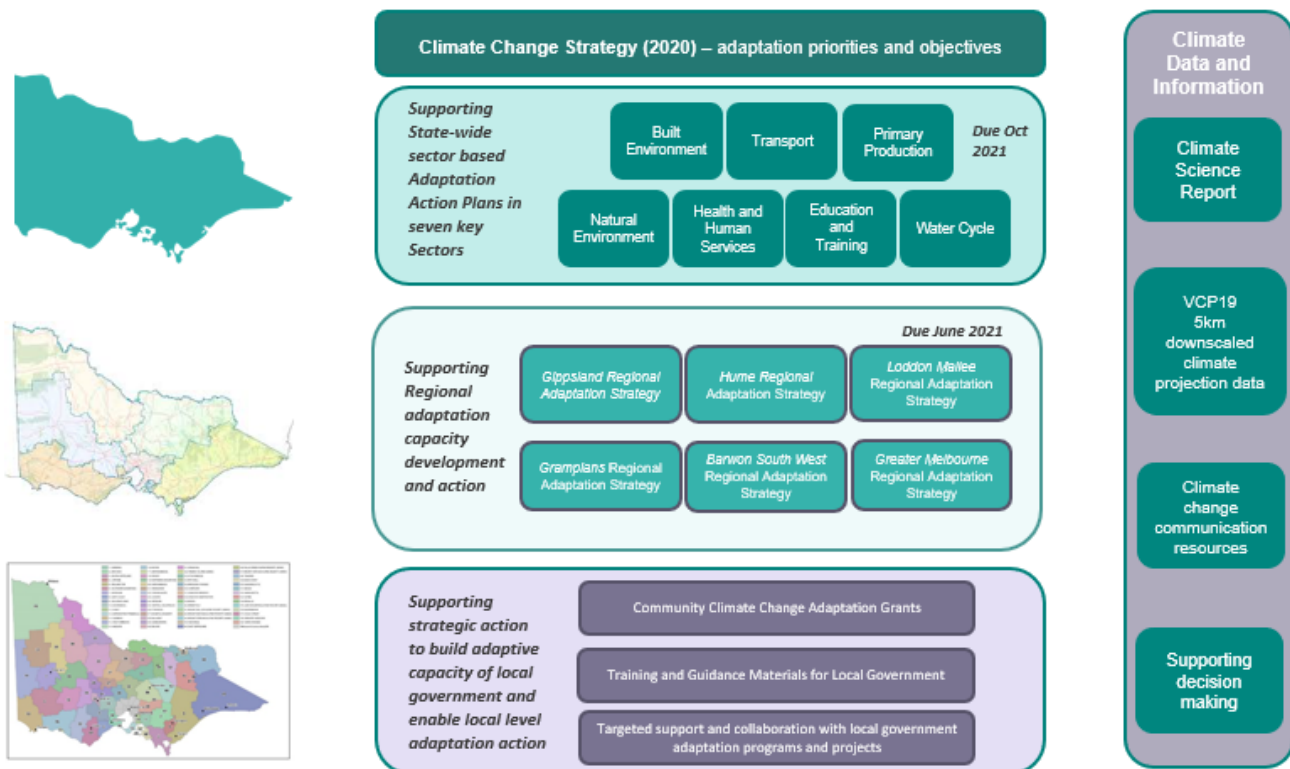 Climate Change Strategy (2020) – adaptation priorities and objectives
Supporting
State-wide
sector based
Adaptation
Action Plans in
seven key
Sectors
Built
Environment
Transport
Primary
Production
Due Oct
2021
Natural
Environment
Health and
Human
Services
Education
and
Training
Water Cycle
Due June 2021
Supporting
Regional
adaptation
capacity
development
and action
Gippsland Regional
Adaptation Strategy
Hume Regional
Adaptation Strategy
Loddon Mallee
Regional Adaptation
Strategy
Grampians Regional
Adaptation Strategy
Barwon South West
Regional Adaptation
Strategy
Greater Melbourne
Regional Adaptation
Strategy
Supporting
strategic action
to build adaptive
capacity of local
government and
enable local level
adaptation action
Community Climate Change Adaptation Grants
Training and Guidance Materials for Local Government
Targeted support and collaboration with local government
adaptation programs and projects
Climate
Data and
Information
Climate
Science
Report
VCP19
5km
downscaled
climate
projection data
Climate
change
communication
resources
Supporting
decision
making